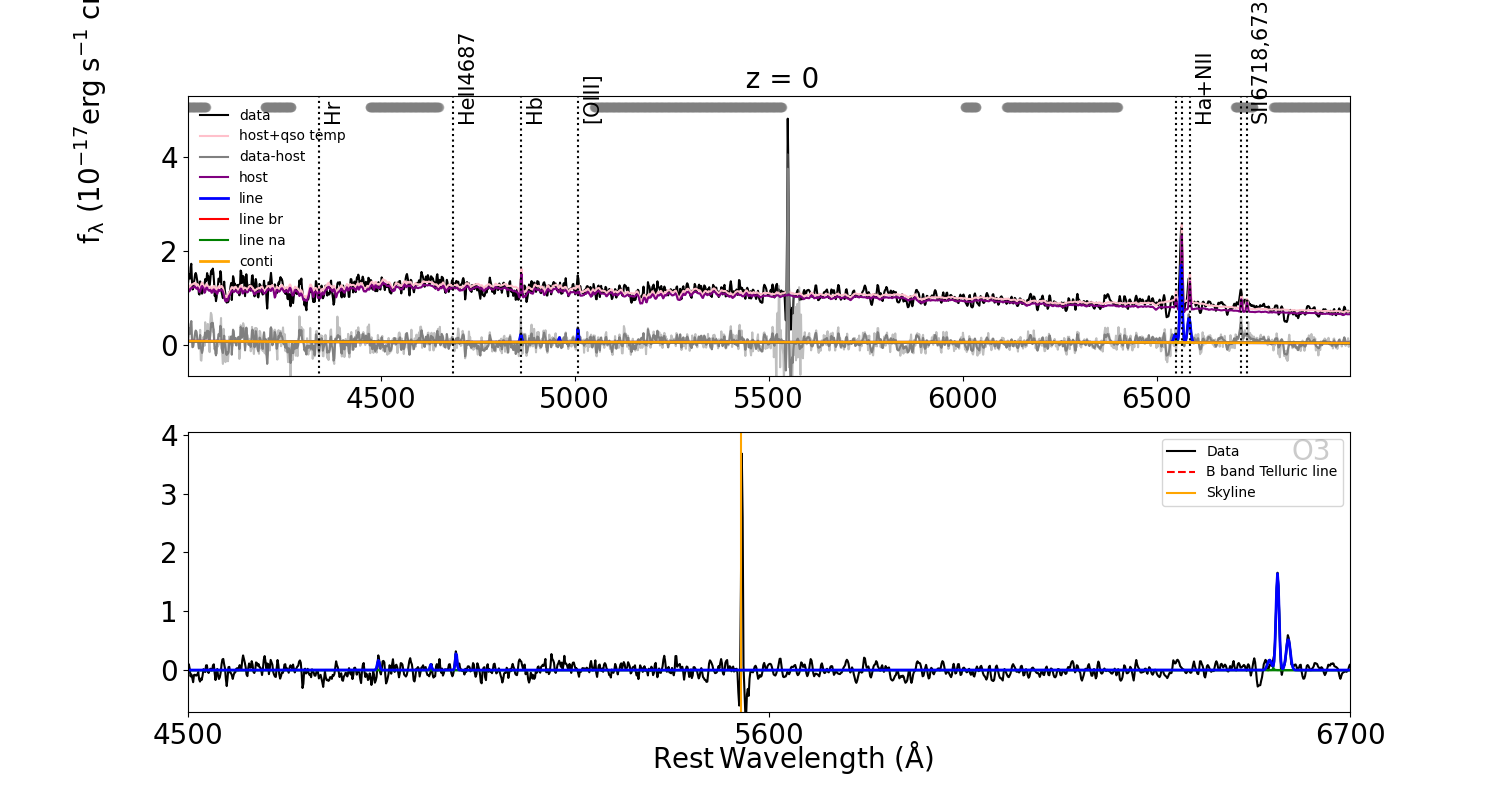 z = 0
f_λ (10^−17 erg s^−1 c
Hr
HeII4687
Hb
[OIII]
Ha+NII
SII6718,673
data
host+qso temp
data-host
host
line
line br
line na
conti
4
2
0
4500
5000
5500
6000
6500
O3
Data
B band Telluric line
Skyline
4
3
2
1
0
4500
5600
6700
Rest Wavelength (Å)